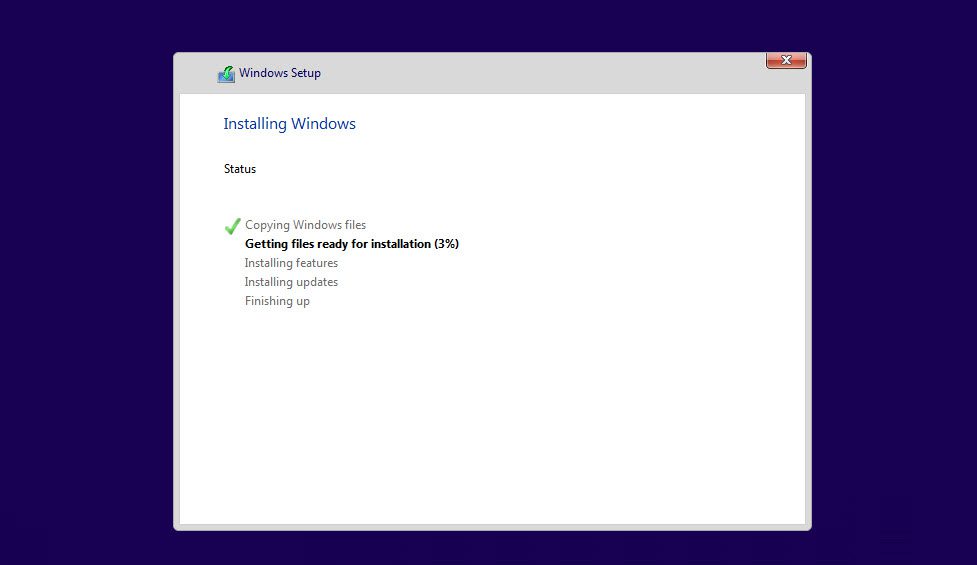 Windows Setup
Installing Windows
Status
Copying Windows files
Getting files ready for installation (3%)
Installing features
Installing updates
Finishing up